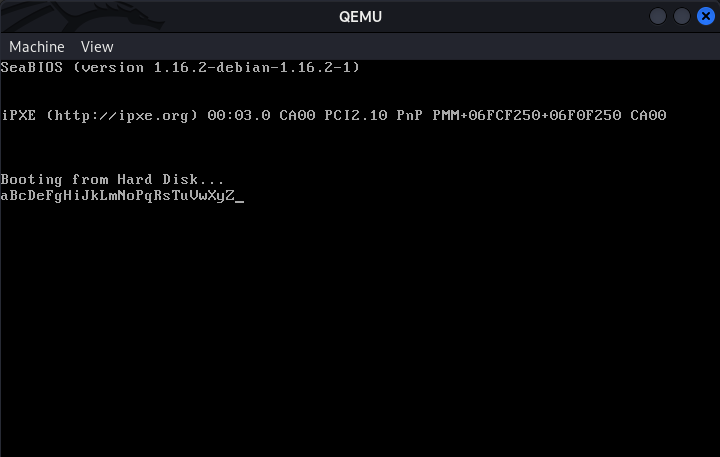 QEMU
Machine View
SeaBIOS (version 1.16.2-debian-1.16.2-1)
iPXE (http://ipxe.org) 00:03.0 CA00 PCI2.10 PnP PMM+06FCF250+06F0F250 CA00
Booting from Hard Disk...
aBcDeFgHiJkLmNoPqRsTuVwXyZ_